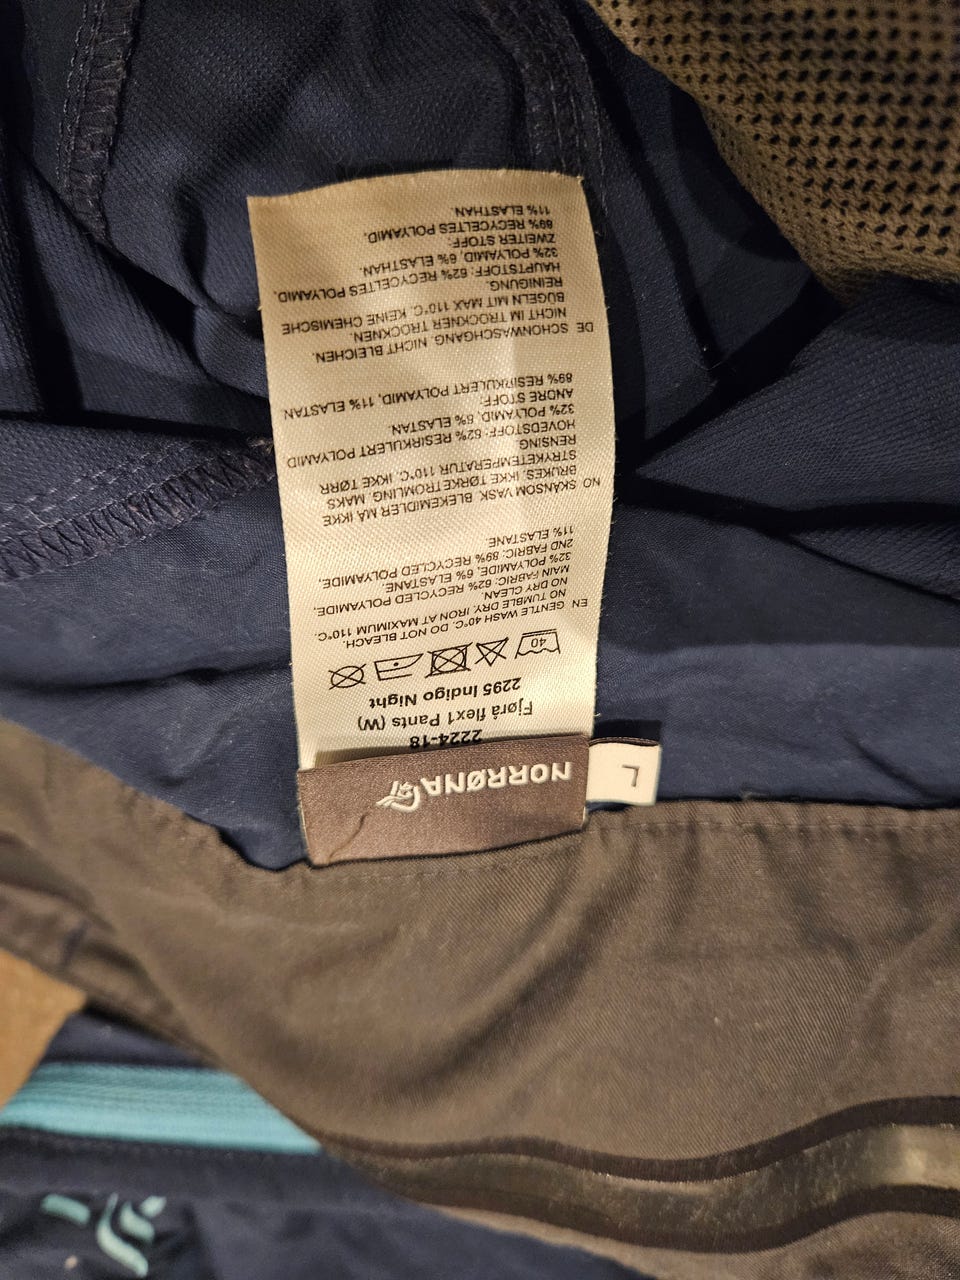 NORRØNA
L
2224-18
Fjørå flex1 Pants (W)
2295 Indigo Night
40
EN
GENTLE WASH 40°C. DO NOT BLEACH.
NO TUMBLE DRY. IRON AT MAXIMUM 110°C.
NO DRY CLEAN.
MAIN FABRIC: 62% RECYCLED POLYAMIDE,
32% POLYAMIDE, 6% ELASTANE.
2ND FABRIC: 89% RECYCLED POLYAMIDE,
11% ELASTANE
NO SKÅNSOM VASK. BLEKEMIDLER MÅ IKKE
BRUKES. IKKE TØRKETROMLING. MAKS
STRYKETEMPERATUR 110°C. IKKE TØRR
RENSING
HOVEDSTOFF: 62% RESIRKULERT POLYAMID
32% POLYAMID, 6% ELASTAN.
ANDRE STOFF:
89% RESIRKULERT POLYAMID, 11% ELASTAN.
DE SCHONWASCHGANG. NICHT BLEICHEN.
NICHT IM TROCKNER TROCKNEN.
BÜGELN MIT MAX 110°C. KEINE CHEMISCHE
REINIGUNG.
HAUPTSTOFF: 62% RECYCELTES POLYAMID.
32% POLYAMID, 6% ELASTHAN.
ZWEITER STOFF:
89% RECYCELTES POLYAMID.
11% ELASTHAN.